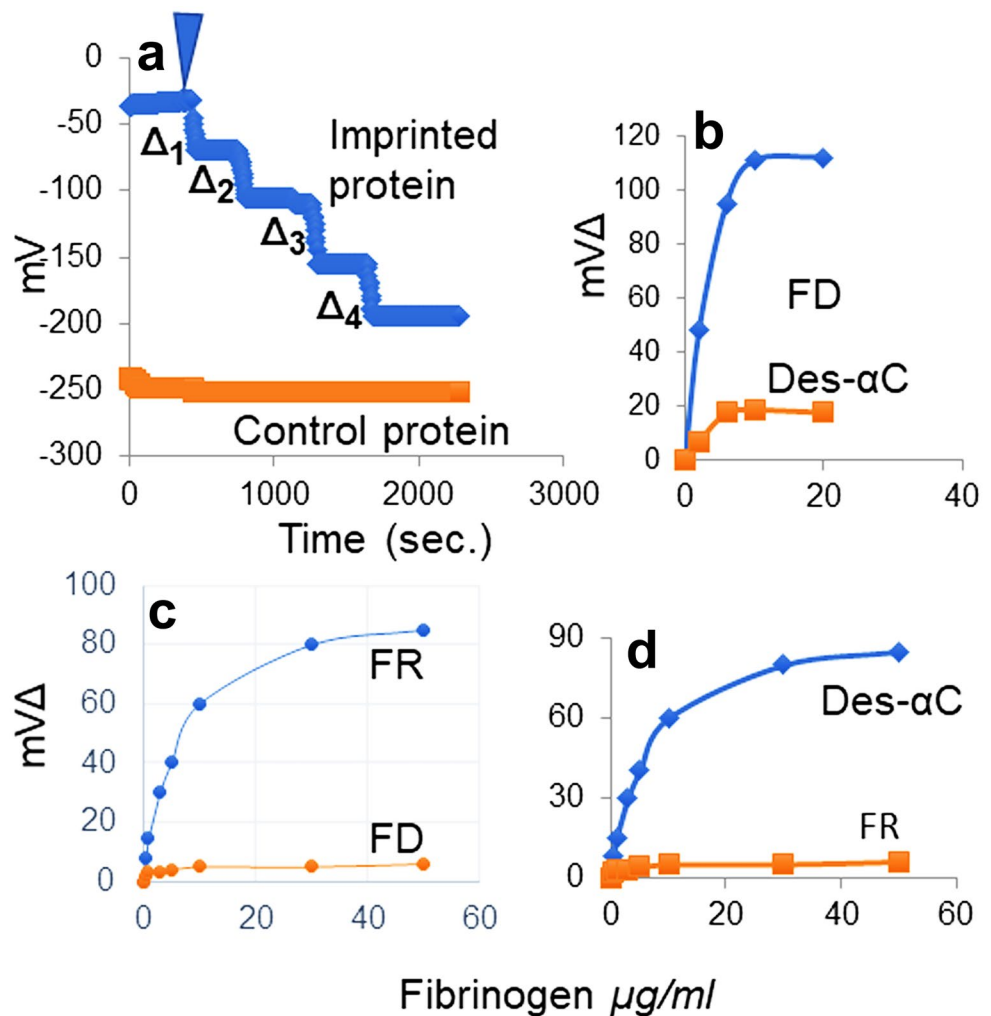 a
0
-50
-100
-150
-200
-250
-300
mV
Δ1
Δ2
Δ3
Δ4
Imprinted
protein
Control protein
0
1000
2000
3000
Time (sec.)
b
120
100
80
60
40
20
0
mVΔ
FD
Des-αC
0
20
40
c
100
80
60
40
20
0
mVΔ
FR
FD
0
20
40
60
d
90
60
30
0
Des-αC
FR
0
20
40
60
Fibrinogen µg/ml